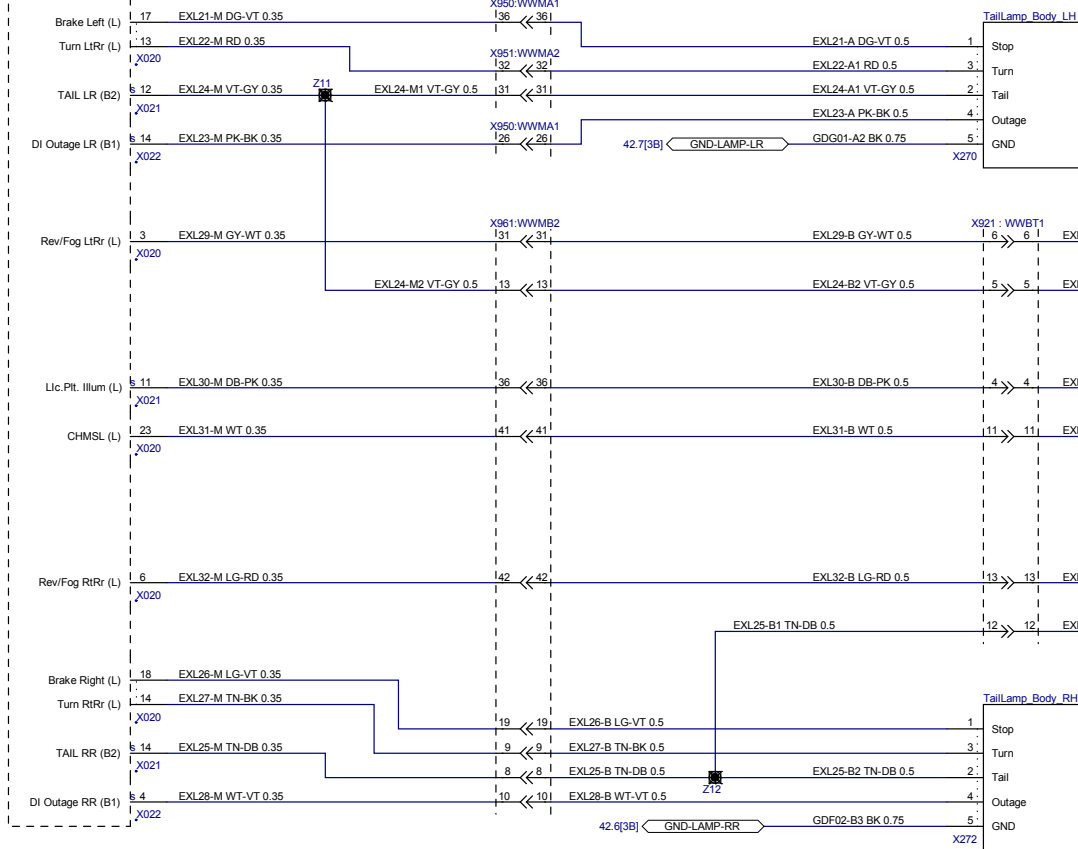 X950:WWMA1
Brake Left (L) 17 EXL21-M DG-VT 0.35 36 36 TailLamp_Body_LH
EXL21-A DG-VT 0.5 1 Stop
Turn LtRr (L) 13 EXL22-M RD 0.35
X020 X951:WWMA2
32 32 EXL22-A1 RD 0.5 3 Turn
Z11
TAIL LR (B2) s 12 EXL24-M VT-GY 0.35 EXL24-M1 VT-GY 0.5 31 31 EXL24-A1 VT-GY 0.5 2 Tail
X021
EXL23-A PK-BK 0.5 4 Outage
X950:WWMA1
DI Outage LR (B1) s 14 EXL23-M PK-BK 0.35 26 26 42.7[3B] GND-LAMP-LR GDG01-A2 BK 0.75 5 GND
X022 X270
X961:WWMB2 X921 : WWBT1
Rev/Fog LtRr (L) 3 EXL29-M GY-WT 0.35 31 31 EXL29-B GY-WT 0.5 6 6 EX
X020
EXL24-M2 VT-GY 0.5 13 13 EXL24-B2 VT-GY 0.5 5 5 EX
LIc.Plt. Illum (L) s 11 EXL30-M DB-PK 0.35 36 36 EXL30-B DB-PK 0.5 4 4 EX
X021
CHMSL (L) 23 EXL31-M WT 0.35 41 41 EXL31-B WT 0.5 11 11 EX
X020
Rev/Fog RtRr (L) 6 EXL32-M LG-RD 0.35 42 42 EXL32-B LG-RD 0.5 13 13 EX
X020
EXL25-B1 TN-DB 0.5 12 12 EX
Brake Right (L) 18 EXL26-M LG-VT 0.35
Turn RtRr (L) 14 EXL27-M TN-BK 0.35 TailLamp_Body_RH
X020
19 19 EXL26-B LG-VT 0.5 1 Stop
TAIL RR (B2) s 14 EXL25-M TN-DB 0.35 9 9 EXL27-B TN-BK 0.5 3 Turn
X021
8 8 EXL25-B TN-DB 0.5 EXL25-B2 TN-DB 0.5 2 Tail
Z12
DI Outage RR (B1) s 4 EXL28-M WT-VT 0.35 10 10 EXL28-B WT-VT 0.5 4 Outage
X022
42.6[3B] GND-LAMP-RR GDF02-B3 BK 0.75 5 GND
X272